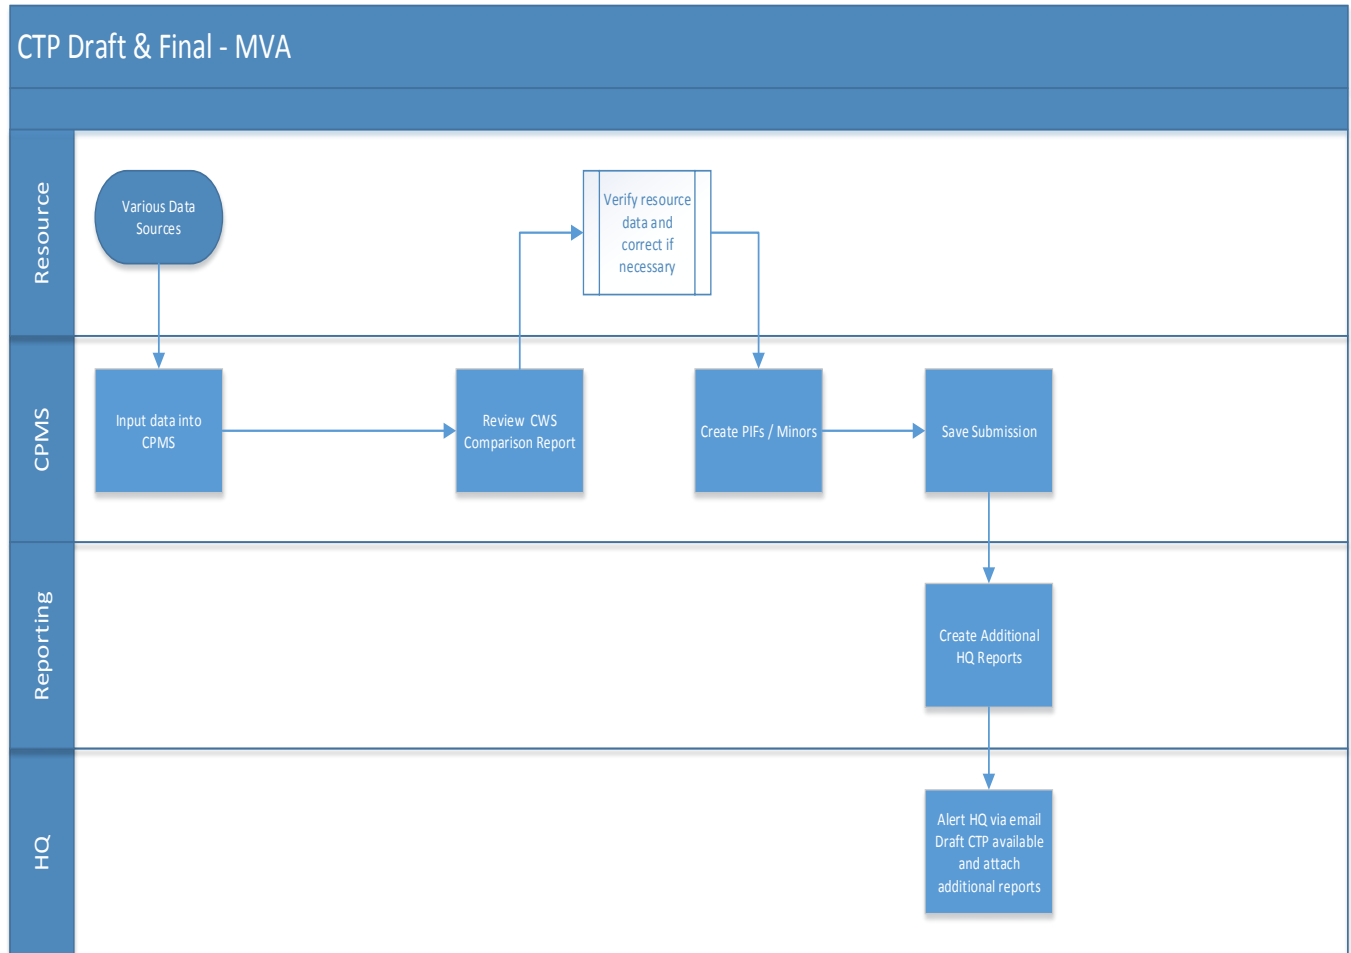 CTP Draft & Final - MVA
Resource
Various Data
Sources
Verify resource
data and
correct if
necessary
CPMS
Input data into
CPMS
Review CWS
Comparison Report
Create PIFs / Minors
Save Submission
Reporting
Create Additional
HQ Reports
HQ
Alert HQ via email
Draft CTP available
and attach
additional reports